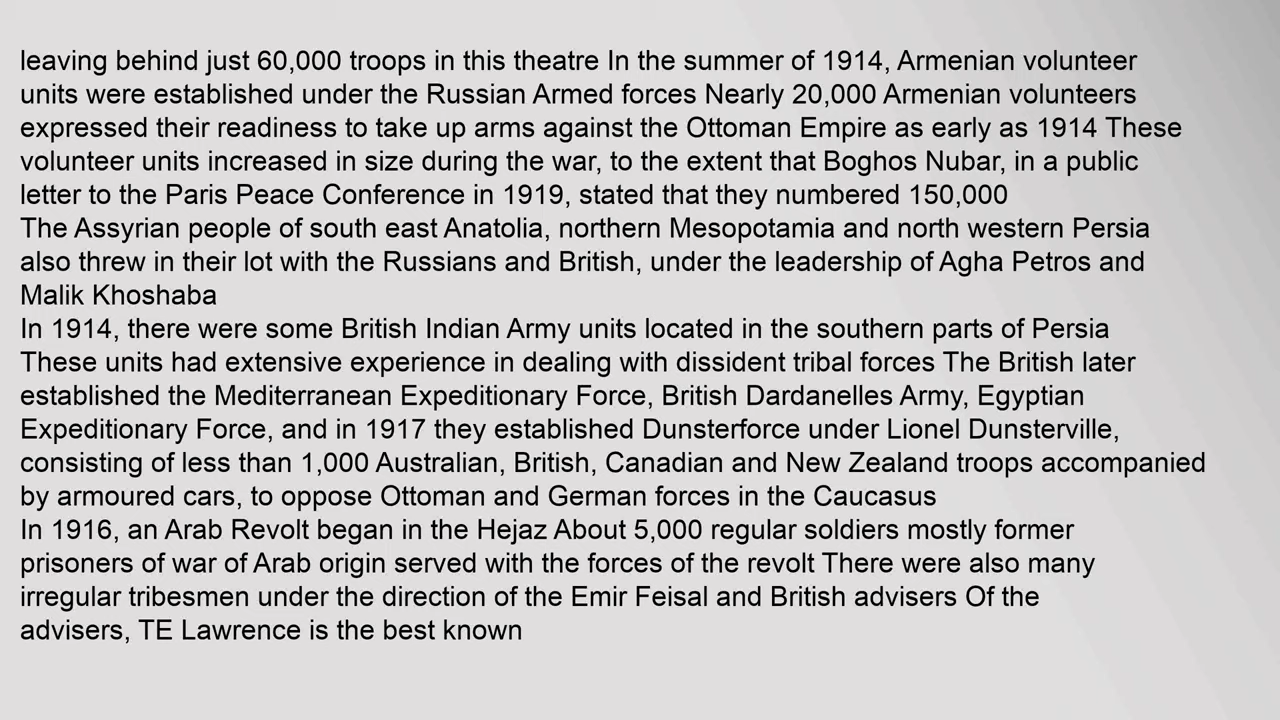 leaving behind just 60,000 troops in this theatre In the summer of 1914, Armenian volunteer
units were established under the Russian Armed forces Nearly 20,000 Armenian volunteers
expressed their readiness to take up arms against the Ottoman Empire as early as 1914 These
volunteer units increased in size during the war, to the extent that Boghos Nubar, in a public
letter to the Paris Peace Conference in 1919, stated that they numbered 150,000
The Assyrian people of south east Anatolia, northern Mesopotamia and north western Persia
also threw in their lot with the Russians and British, under the leadership of Agha Petros and
Malik Khoshaba
In 1914, there were some British Indian Army units located in the southern parts of Persia
These units had extensive experience in dealing with dissident tribal forces The British later
established the Mediterranean Expeditionary Force, British Dardanelles Army, Egyptian
Expeditionary Force, and in 1917 they established Dunsterforce under Lionel Dunsterville,
consisting of less than 1,000 Australian, British, Canadian and New Zealand troops accompanied
by armoured cars, to oppose Ottoman and German forces in the Caucasus
In 1916, an Arab Revolt began in the Hejaz About 5,000 regular soldiers mostly former
prisoners of war of Arab origin served with the forces of the revolt There were also many
irregular tribesmen under the direction of the Emir Feisal and British advisers Of the
advisers, TE Lawrence is the best known